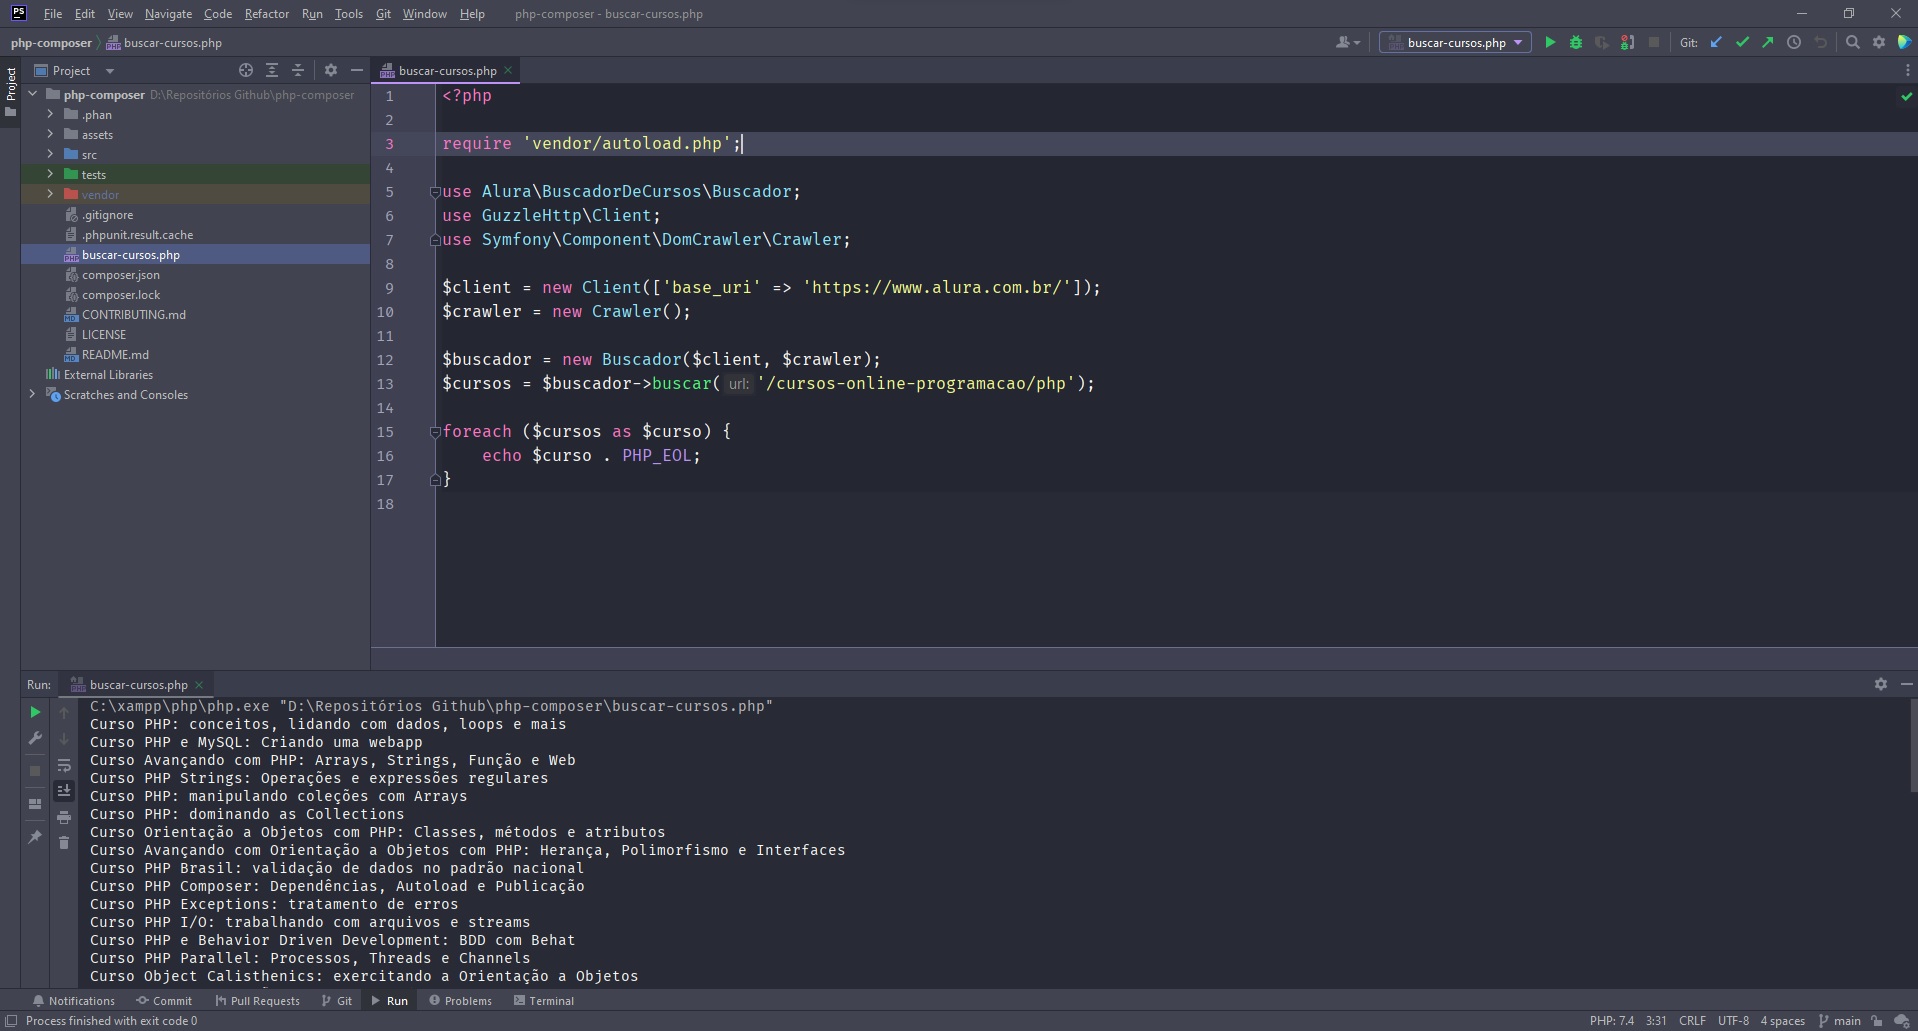 PS File Edit View Navigate Code Refactor Run Tools Git Window Help php-composer - buscar-cursos.php
php-composer buscar-cursos.php
buscar-cursos.php Git:
Project
Project
buscar-cursos.php
php-composer D:\Repositórios Github\php-composer
.phan
assets
src
tests
vendor
.gitignore
.phpunit.result.cache
buscar-cursos.php
composer.json
composer.lock
CONTRIBUTING.md
LICENSE
README.md
External Libraries
Scratches and Consoles
1 <?php
2
3 require 'vendor/autoload.php';
4
5 use Alura\BuscadorDeCursos\Buscador;
6 use GuzzleHttp\Client;
7 use Symfony\Component\DomCrawler\Crawler;
8
9 $client = new Client(['base_uri' => 'https://www.alura.com.br/']);
10 $crawler = new Crawler();
11
12 $buscador = new Buscador($client, $crawler);
13 $cursos = $buscador->buscar( url: '/cursos-online-programacao/php');
14
15 foreach ($cursos as $curso) {
16 echo $curso . PHP_EOL;
17 }
18
Run: buscar-cursos.php
C:\xampp\php\php.exe "D:\Repositórios Github\php-composer\buscar-cursos.php"
Curso PHP: conceitos, lidando com dados, loops e mais
Curso PHP e MySQL: Criando uma webapp
Curso Avançando com PHP: Arrays, Strings, Função e Web
Curso PHP Strings: Operações e expressões regulares
Curso PHP: manipulando coleções com Arrays
Curso PHP: dominando as Collections
Curso Orientação a Objetos com PHP: Classes, métodos e atributos
Curso Avançando com Orientação a Objetos com PHP: Herança, Polimorfismo e Interfaces
Curso PHP Brasil: validação de dados no padrão nacional
Curso PHP Composer: Dependências, Autoload e Publicação
Curso PHP Exceptions: tratamento de erros
Curso PHP I/O: trabalhando com arquivos e streams
Curso PHP e Behavior Driven Development: BDD com Behat
Curso PHP Parallel: Processos, Threads e Channels
Curso Object Calisthenics: exercitando a Orientação a Objetos
Notifications Commit Pull Requests Git Run Problems Terminal
Process finished with exit code 0 PHP: 7.4 3:31 CRLF UTF-8 4 spaces main